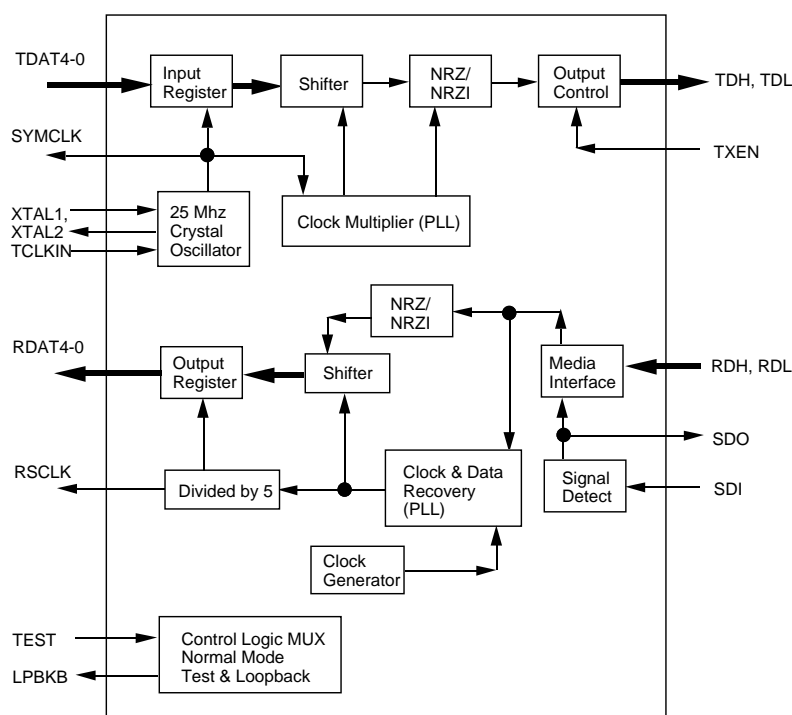 TDAT4-0
Input
Register
Shifter
NRZ/
NRZI
Output
Control
TDH, TDL
SYMCLK
TXEN
XTAL1,
XTAL2
TCLKIN
25 Mhz
Crystal
Oscillator
Clock Multiplier (PLL)
NRZ/
NRZI
RDAT4-0
Output
Register
Shifter
Media
Interface
RDH, RDL
SDO
RSCLK
Divided by 5
Clock & Data
Recovery
(PLL)
Signal
Detect
SDI
Clock
Generator
TEST
LPBKB
Control Logic MUX
Normal Mode
Test & Loopback